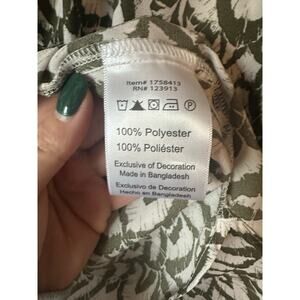 Item# 1758413
RN# 123913
100% Polyester
100% Poliéster
Exclusive of Decoration
Made in Bangladesh
Exclusivo de Decoración
Hecho en Bangladesh